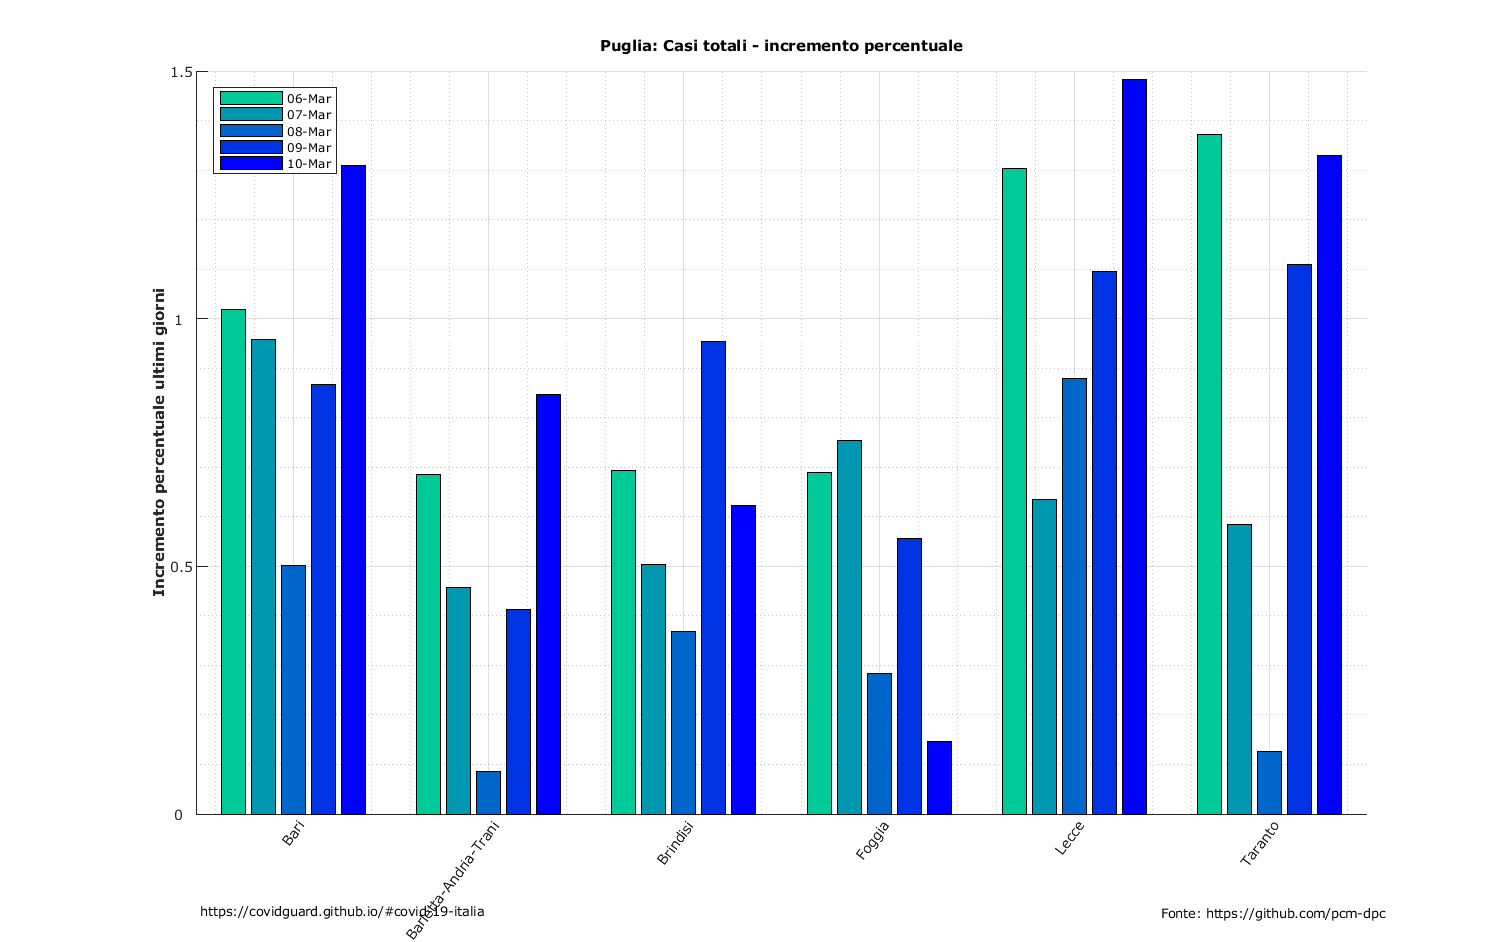 Puglia: Casi totali - incremento percentuale
Incremento percentuale ultimi giorni
1.5
1
0.5
0
06-Mar
07-Mar
08-Mar
09-Mar
10-Mar
Bari
Barletta-Andria-Trani
Brindisi
Foggia
Lecce
Taranto
https://covidguard.github.io/#covid-19-italia
Fonte: https://github.com/pcm-dpc